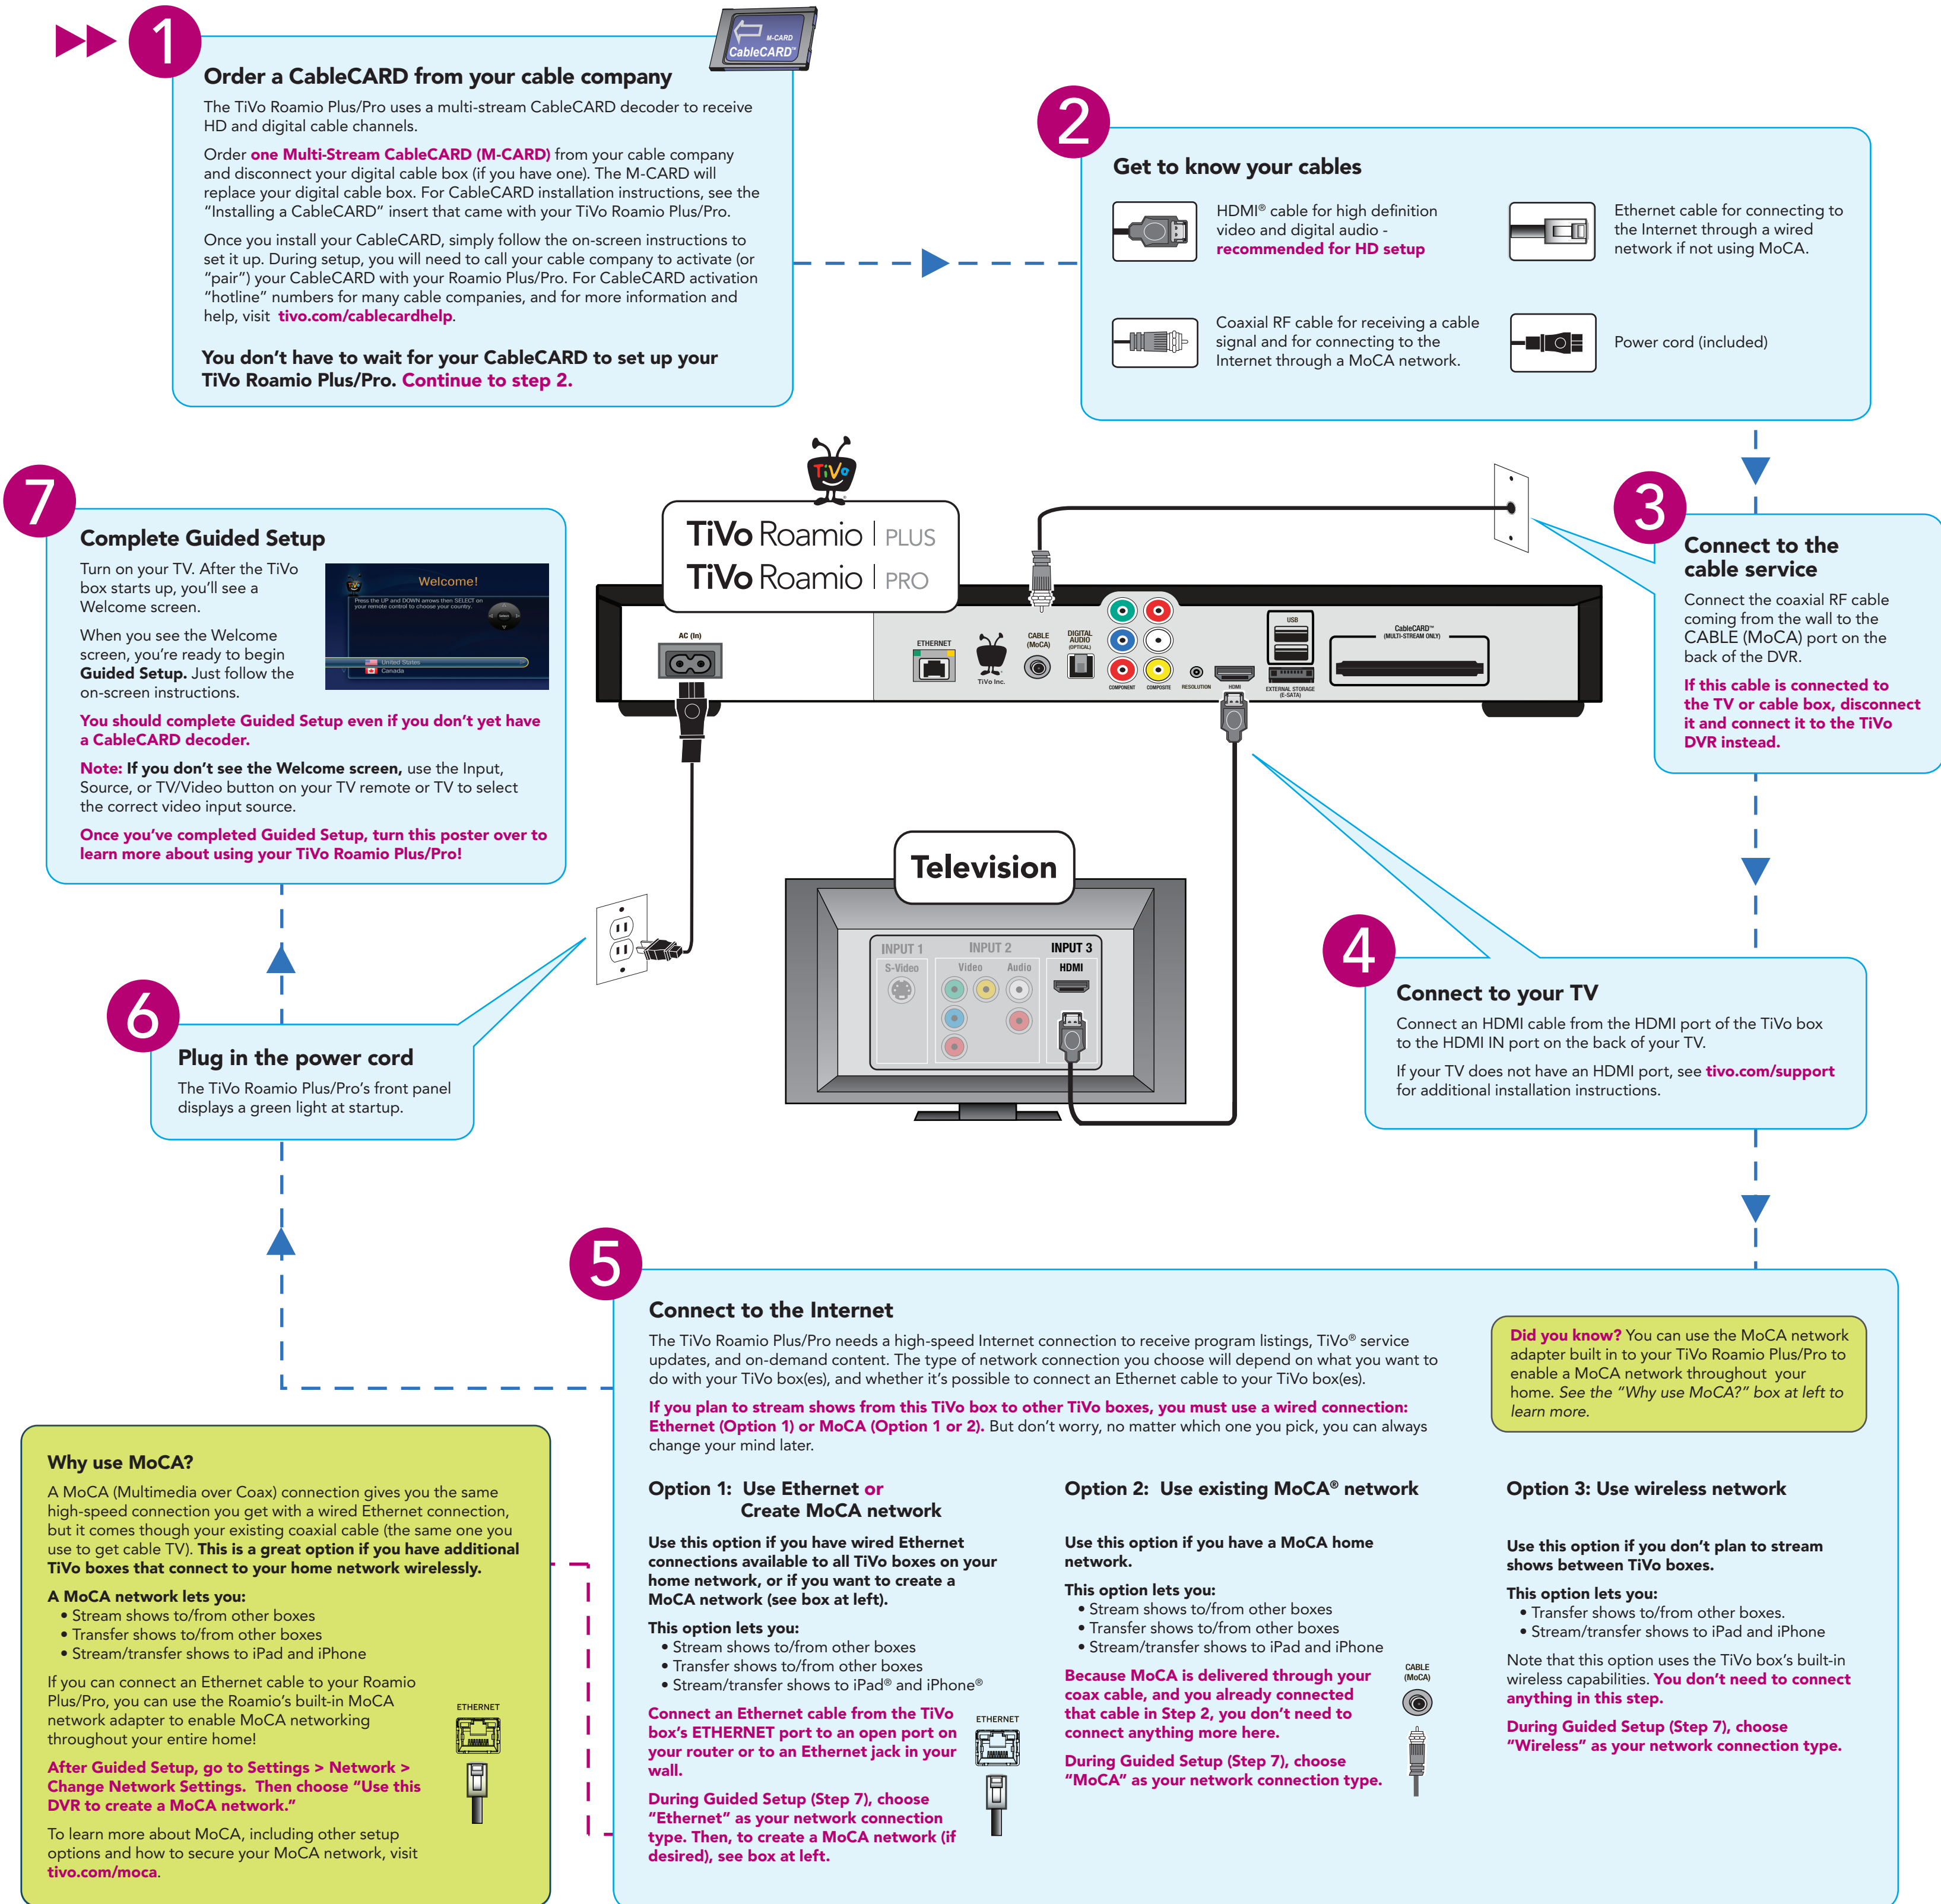 1
M-CARD
CableCARD™
Order a CableCARD from your cable company
The TiVo Roamio Plus/Pro uses a multi-stream CableCARD decoder to receive
HD and digital cable channels.
Order one Multi-Stream CableCARD (M-CARD) from your cable company
and disconnect your digital cable box (if you have one). The M-CARD will
replace your digital cable box. For CableCARD installation instructions, see the
“Installing a CableCARD” insert that came with your TiVo Roamio Plus/Pro.
Once you install your CableCARD, simply follow the on-screen instructions to
set it up. During setup, you will need to call your cable company to activate (or
“pair”) your CableCARD with your Roamio Plus/Pro. For CableCARD activation
“hotline” numbers for many cable companies, and for more information and
help, visit tivo.com/cablecardhelp.
You don’t have to wait for your CableCARD to set up your
TiVo Roamio Plus/Pro. Continue to step 2.
2
Get to know your cables
HDMI® cable for high definition
video and digital audio -
recommended for HD setup
Ethernet cable for connecting to
the Internet through a wired
network if not using MoCA.
Coaxial RF cable for receiving a cable
signal and for connecting to the
Internet through a MoCA network.
Power cord (included)
3
Connect to the
cable service
Connect the coaxial RF cable
coming from the wall to the
CABLE (MoCA) port on the
back of the DVR.
If this cable is connected to
the TV or cable box, disconnect
it and connect it to the TiVo
DVR instead.
TiVo
TiVo Roamio | PLUS
TiVo Roamio | PRO
AC (In)
ETHERNET
TiVo Inc.
CABLE
(MoCA)
DIGITAL
AUDIO
(OPTICAL)
COMPONENT
COMPOSITE
RESOLUTION
HDMI
USB
EXTERNAL STORAGE
(E-SATA)
CableCARD™
(MULTI-STREAM ONLY)
Television
INPUT 1
S-Video
INPUT 2
Video
Audio
INPUT 3
HDMI
4
Connect to your TV
Connect an HDMI cable from the HDMI port of the TiVo box
to the HDMI IN port on the back of your TV.
If your TV does not have an HDMI port, see tivo.com/support
for additional installation instructions.
5
Connect to the Internet
The TiVo Roamio Plus/Pro needs a high-speed Internet connection to receive program listings, TiVo® service
updates, and on-demand content. The type of network connection you choose will depend on what you want to
do with your TiVo box(es), and whether it’s possible to connect an Ethernet cable to your TiVo box(es).
If you plan to stream shows from this TiVo box to other TiVo boxes, you must use a wired connection:
Ethernet (Option 1) or MoCA (Option 1 or 2). But don’t worry, no matter which one you pick, you can always
change your mind later.
Did you know? You can use the MoCA network
adapter built in to your TiVo Roamio Plus/Pro to
enable a MoCA network throughout your
home. See the “Why use MoCA?” box at left to
learn more.
Option 1: Use Ethernet or
Create MoCA network
Use this option if you have wired Ethernet
connections available to all TiVo boxes on your
home network, or if you want to create a
MoCA network (see box at left).
This option lets you:
• Stream shows to/from other boxes
• Transfer shows to/from other boxes
• Stream/transfer shows to iPad® and iPhone®
Connect an Ethernet cable from the TiVo
box’s ETHERNET port to an open port on
your router or to an Ethernet jack in your
wall.
During Guided Setup (Step 7), choose
“Ethernet” as your network connection
type. Then, to create a MoCA network (if
desired), see box at left.
ETHERNET
Option 2: Use existing MoCA® network
Use this option if you have a MoCA home
network.
This option lets you:
• Stream shows to/from other boxes
• Transfer shows to/from other boxes
• Stream/transfer shows to iPad and iPhone
Because MoCA is delivered through your
coax cable, and you already connected
that cable in Step 2, you don’t need to
connect anything more here.
During Guided Setup (Step 7), choose
“MoCA” as your network connection type.
CABLE
(MoCA)
Option 3: Use wireless network
Use this option if you don’t plan to stream
shows between TiVo boxes.
This option lets you:
• Transfer shows to/from other boxes.
• Stream/transfer shows to iPad and iPhone
Note that this option uses the TiVo box’s built-in
wireless capabilities. You don’t need to connect
anything in this step.
During Guided Setup (Step 7), choose
“Wireless” as your network connection type.
Why use MoCA?
A MoCA (Multimedia over Coax) connection gives you the same
high-speed connection you get with a wired Ethernet connection,
but it comes though your existing coaxial cable (the same one you
use to get cable TV). This is a great option if you have additional
TiVo boxes that connect to your home network wirelessly.
A MoCA network lets you:
• Stream shows to/from other boxes
• Transfer shows to/from other boxes
• Stream/transfer shows to iPad and iPhone
If you can connect an Ethernet cable to your Roamio
Plus/Pro, you can use the Roamio’s built-in MoCA
network adapter to enable MoCA networking
throughout your entire home!
After Guided Setup, go to Settings > Network >
Change Network Settings. Then choose “Use this
DVR to create a MoCA network.”
To learn more about MoCA, including other setup
options and how to secure your MoCA network, visit
tivo.com/moca.
ETHERNET
6
Plug in the power cord
The TiVo Roamio Plus/Pro’s front panel
displays a green light at startup.
7
Complete Guided Setup
Turn on your TV. After the TiVo
box starts up, you’ll see a
Welcome screen.
When you see the Welcome
screen, you’re ready to begin
Guided Setup. Just follow the
on-screen instructions.
Welcome!
Press the UP and DOWN arrows then SELECT on
your remote control to choose your country.
United States
Canada
You should complete Guided Setup even if you don’t yet have
a CableCARD decoder.
Note: If you don’t see the Welcome screen, use the Input,
Source, or TV/Video button on your TV remote or TV to select
the correct video input source.
Once you’ve completed Guided Setup, turn this poster over to
learn more about using your TiVo Roamio Plus/Pro!